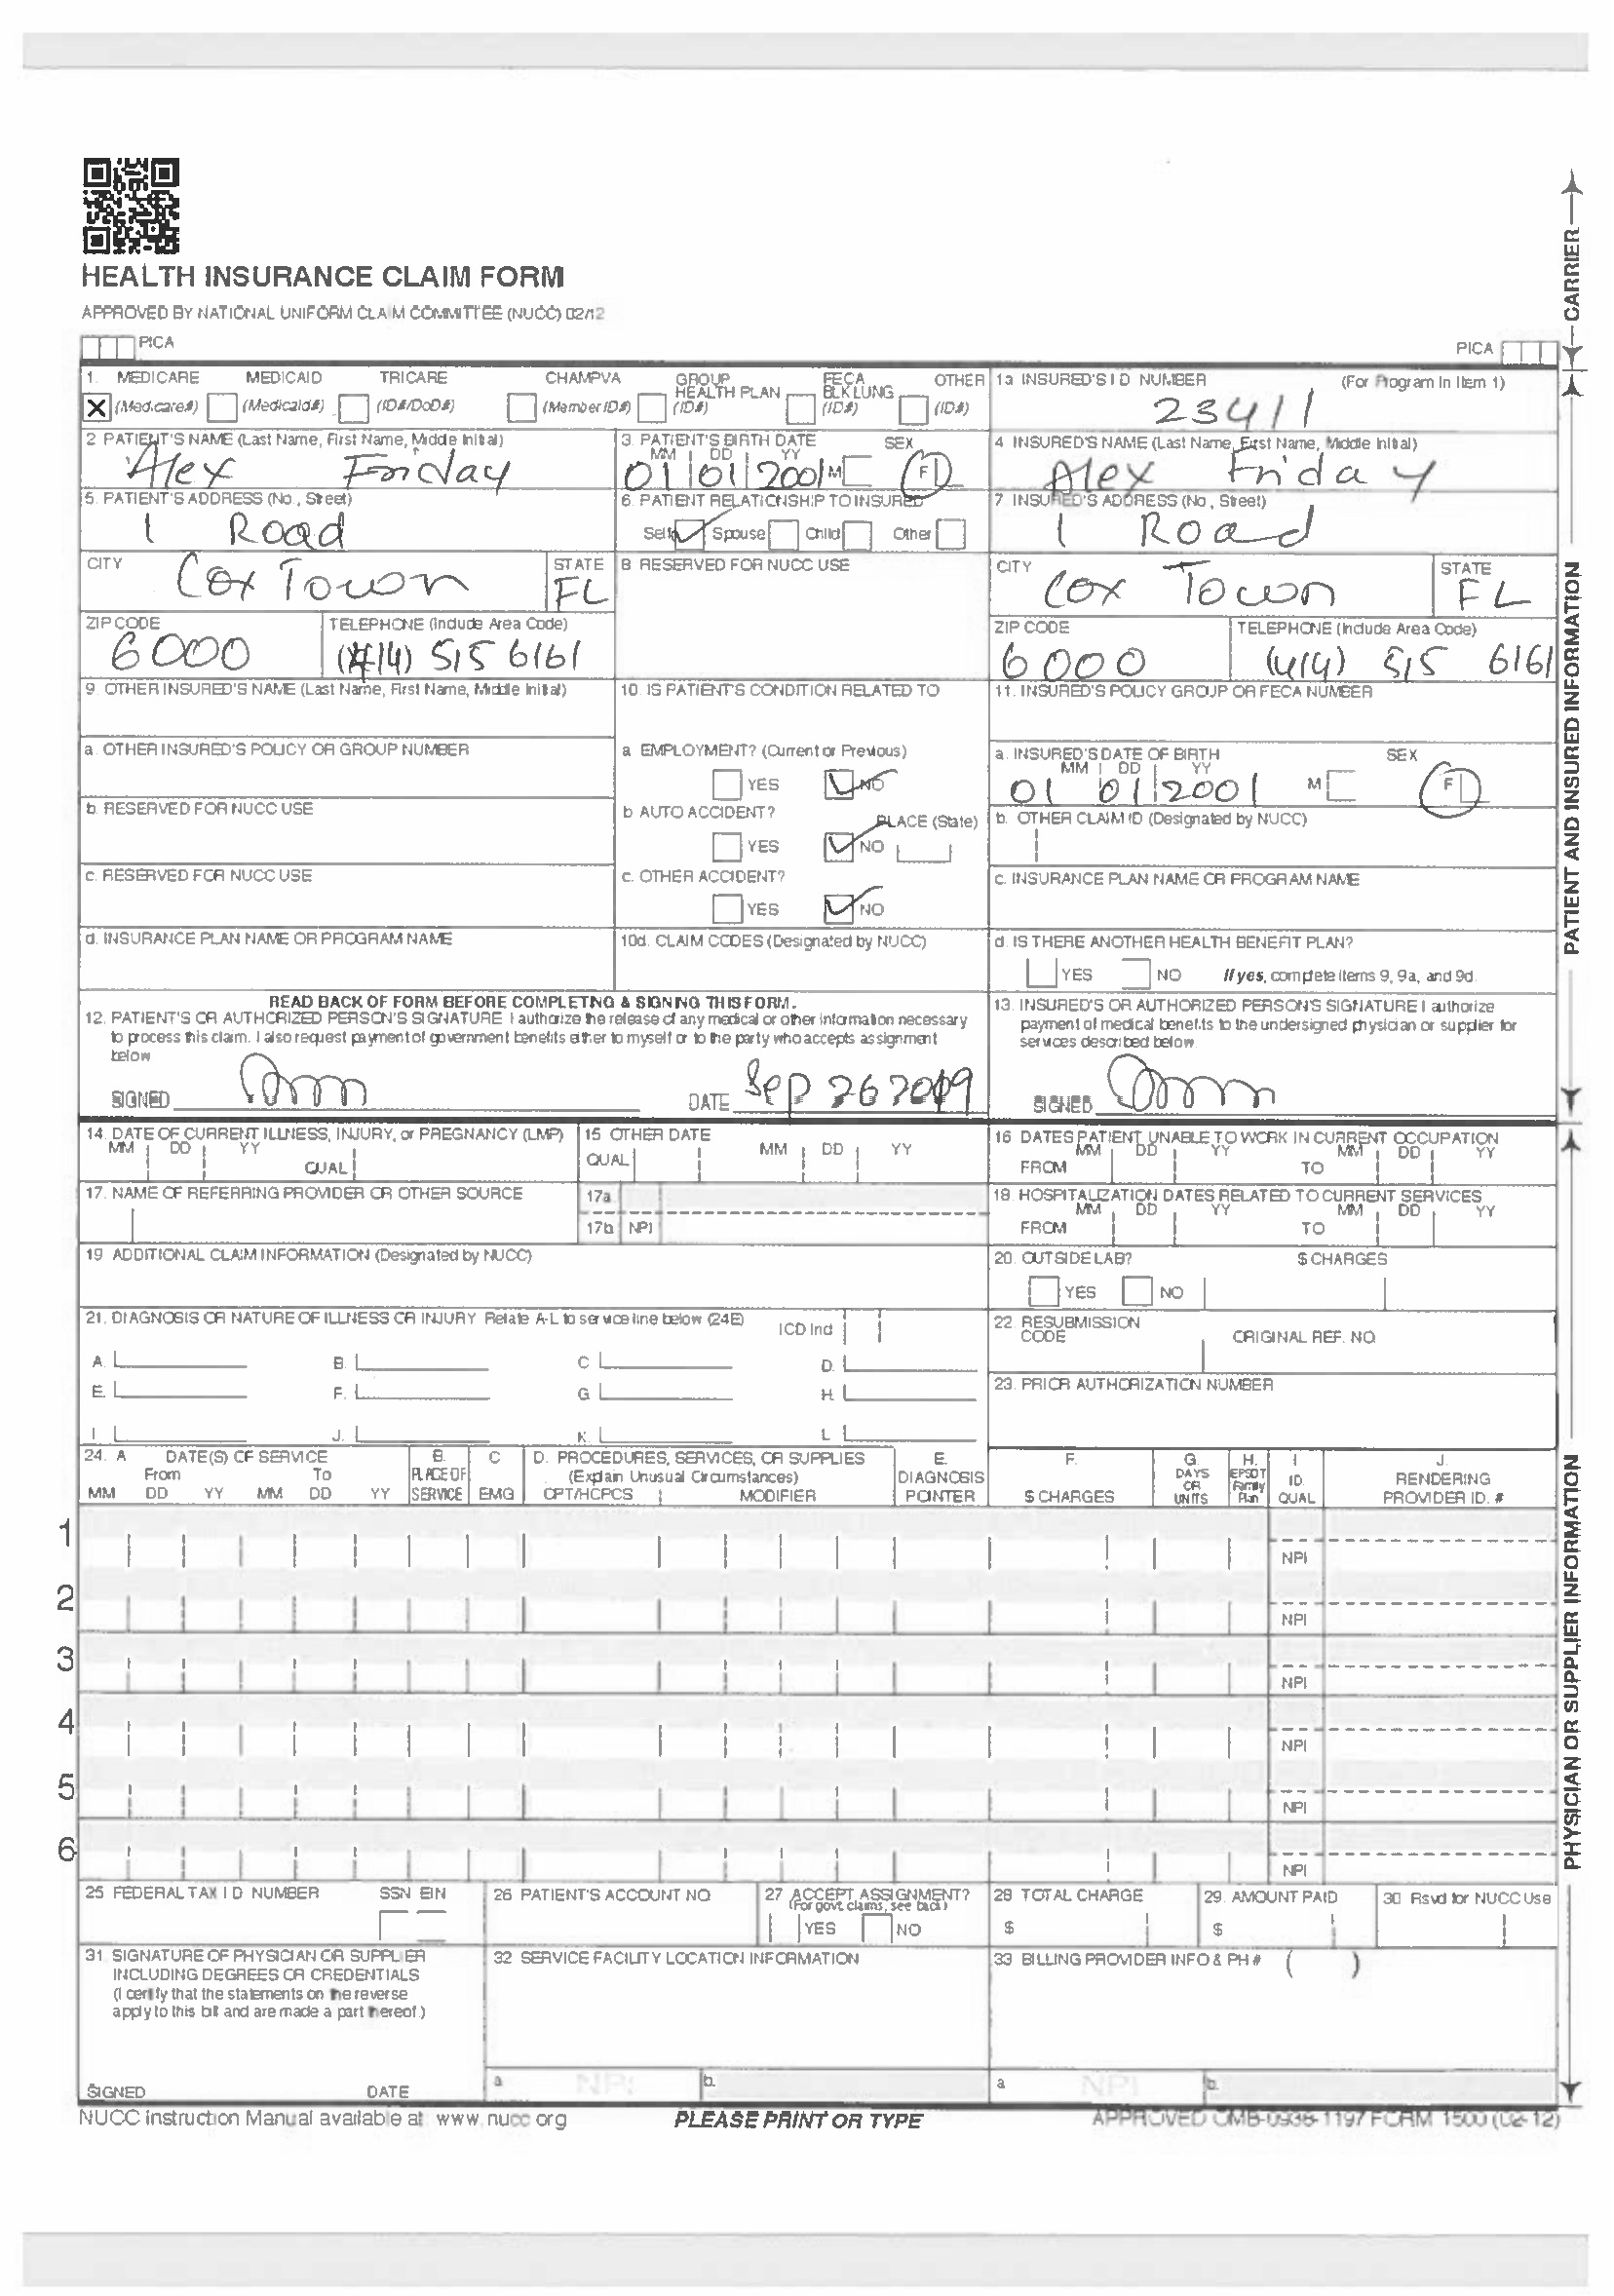 HEALTH INSURANCE CLAIM FORM
APPROVED BY NATIONAL UNIFORM CLAIM COMMITTEE (NUCC) 02/12
PICA PICA
CARRIER
1. MEDICARE MEDICAID TRICARE CHAMPVA GROUP HEALTH PLAN FECA BLK LUNG OTHER
X (Medicare#) (Medicaid#) (ID#/DoD#) (Member ID#) (ID#) (ID#) (ID#)
1a INSURED'S I D NUMBER (For Program in Item 1)
23411
2 PATIENT'S NAME (Last Name, First Name, Middle Initial)
Alex Friday
3. PATIENT'S BIRTH DATE SEX
MM DD YY
01 01 2001 M F
4 INSURED'S NAME (Last Name, First Name, Middle Initial)
Alex Friday
5. PATIENT'S ADDRESS (No., Street)
1 Road
6. PATIENT RELATIONSHIP TO INSURED
Self Spouse Child Other
7 INSURED'S ADDRESS (No., Street)
1 Road
CITY STATE
Cox Town FL
8 RESERVED FOR NUCC USE
CITY STATE
Cox Town FL
ZIP CODE TELEPHONE (Include Area Code)
6000 (414) 515 6161
ZIP CODE TELEPHONE (Include Area Code)
6000 (414) 515 6161
9. OTHER INSURED'S NAME (Last Name, First Name, Middle Initial)
10. IS PATIENT'S CONDITION RELATED TO
11. INSURED'S POLICY GROUP OR FECA NUMBER
a. OTHER INSURED'S POLICY OR GROUP NUMBER
a EMPLOYMENT? (Current or Previous)
YES NO
a. INSURED'S DATE OF BIRTH SEX
MM DD YY
01 01 2001 M F
b. RESERVED FOR NUCC USE
b AUTO ACCIDENT? PLACE (State)
YES NO
b. OTHER CLAIM ID (Designated by NUCC)
c. RESERVED FOR NUCC USE
c. OTHER ACCIDENT?
YES NO
c. INSURANCE PLAN NAME OR PROGRAM NAME
d. INSURANCE PLAN NAME OR PROGRAM NAME
10d. CLAIM CODES (Designated by NUCC)
d. IS THERE ANOTHER HEALTH BENEFIT PLAN?
YES NO If yes, complete items 9, 9a, and 9d.
PATIENT AND INSURED INFORMATION
READ BACK OF FORM BEFORE COMPLETING & SIGNING THIS FORM.
12. PATIENT'S OR AUTHORIZED PERSON'S SIGNATURE I authorize the release of any medical or other information necessary
to process this claim. I also request payment of government benefits either to myself or to the party who accepts assignment
below
SIGNED DATE Sep 26 2019
13. INSURED'S OR AUTHORIZED PERSON'S SIGNATURE I authorize
payment of medical benefits to the undersigned physician or supplier for
services described below.
SIGNED
14. DATE OF CURRENT ILLNESS, INJURY, or PREGNANCY (LMP)
MM DD YY QUAL
15 OTHER DATE
QUAL MM DD YY
16 DATES PATIENT UNABLE TO WORK IN CURRENT OCCUPATION
MM DD YY MM DD YY
FROM TO
17. NAME OF REFERRING PROVIDER OR OTHER SOURCE
17a
17b NPI
18. HOSPITALIZATION DATES RELATED TO CURRENT SERVICES
MM DD YY MM DD YY
FROM TO
19 ADDITIONAL CLAIM INFORMATION (Designated by NUCC)
20. OUTSIDE LAB? $ CHARGES
YES NO
21. DIAGNOSIS OR NATURE OF ILLNESS OR INJURY Relate A-L to service line below (24E) ICD Ind
A. B. C D.
E. F. G H.
I. J. K. L
22. RESUBMISSION
CODE ORIGINAL REF. NO.
23. PRIOR AUTHORIZATION NUMBER
24. A DATE(S) OF SERVICE B. C D. PROCEDURES, SERVICES, OR SUPPLIES E. F. G H. I J.
From To PLACE OF (Explain Unusual Circumstances) DIAGNOSIS DAYS OR UNITS EPSDT Family Plan ID. RENDERING
MM DD YY MM DD YY SERVICE EMG CPT/HCPCS MODIFIER POINTER $ CHARGES QUAL PROVIDER ID. #
1 NPI
2 NPI
3 NPI
4 NPI
5 NPI
6 NPI
25 FEDERAL TAX I D NUMBER SSN EIN
26 PATIENT'S ACCOUNT NO.
27 ACCEPT ASSIGNMENT?
(For govt. claims, see back)
YES NO
28 TOTAL CHARGE
$
29. AMOUNT PAID
$
30 Rsvd for NUCC Use
31. SIGNATURE OF PHYSICIAN OR SUPPLIER
INCLUDING DEGREES OR CREDENTIALS
(I certify that the statements on the reverse
apply to this bill and are made a part thereof.)
SIGNED DATE
32 SERVICE FACILITY LOCATION INFORMATION
a NPI b.
33 BILLING PROVIDER INFO & PH # ( )
a NPI b.
PHYSICIAN OR SUPPLIER INFORMATION
NUCC Instruction Manual available at www.nucc.org
PLEASE PRINT OR TYPE
APPROVED OMB-0938-1197 FORM 1500 (02-12)